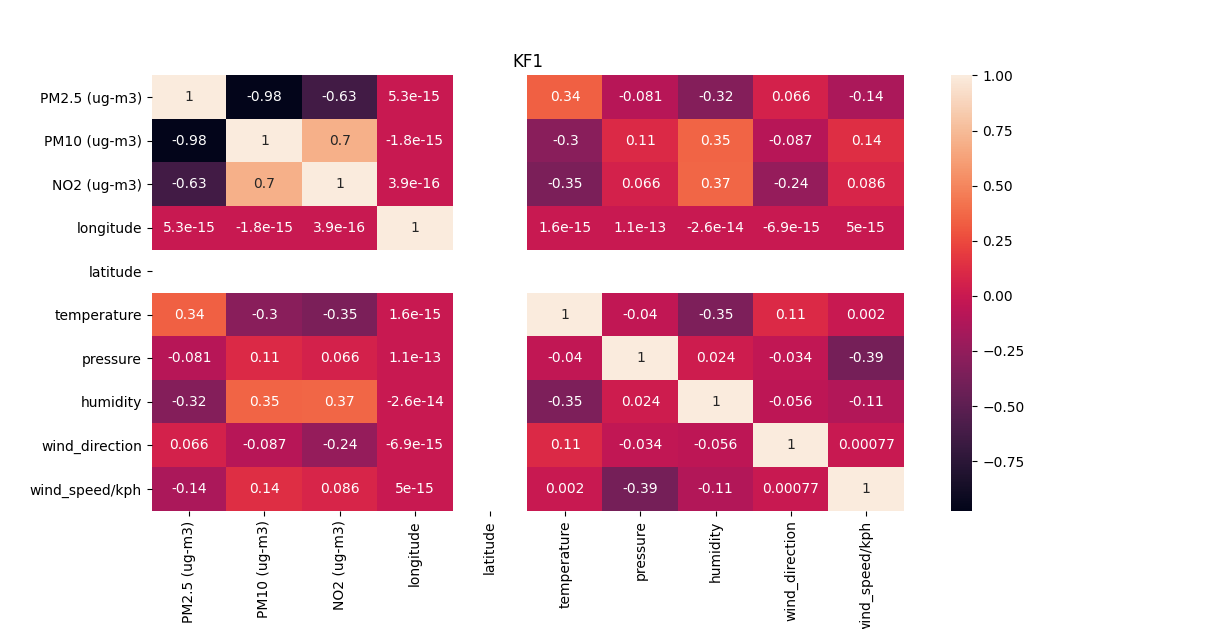 KF1
PM2.5 (ug-m3) 1 -0.98 -0.63 5.3e-15 0.34 -0.081 -0.32 0.066 -0.14
PM10 (ug-m3) -0.98 1 0.7 -1.8e-15 -0.3 0.11 0.35 -0.087 0.14
NO2 (ug-m3) -0.63 0.7 1 3.9e-16 -0.35 0.066 0.37 -0.24 0.086
longitude 5.3e-15 -1.8e-15 3.9e-16 1 1.6e-15 1.1e-13 -2.6e-14 -6.9e-15 5e-15
latitude
temperature 0.34 -0.3 -0.35 1.6e-15 1 -0.04 -0.35 0.11 0.002
pressure -0.081 0.11 0.066 1.1e-13 -0.04 1 0.024 -0.034 -0.39
humidity -0.32 0.35 0.37 -2.6e-14 -0.35 0.024 1 -0.056 -0.11
wind_direction 0.066 -0.087 -0.24 -6.9e-15 0.11 -0.034 -0.056 1 0.00077
wind_speed/kph -0.14 0.14 0.086 5e-15 0.002 -0.39 -0.11 0.00077 1
PM2.5 (ug-m3)
PM10 (ug-m3)
NO2 (ug-m3)
longitude
latitude
temperature
pressure
humidity
wind_direction
wind_speed/kph
1.00
0.75
0.50
0.25
0.00
−0.25
−0.50
−0.75